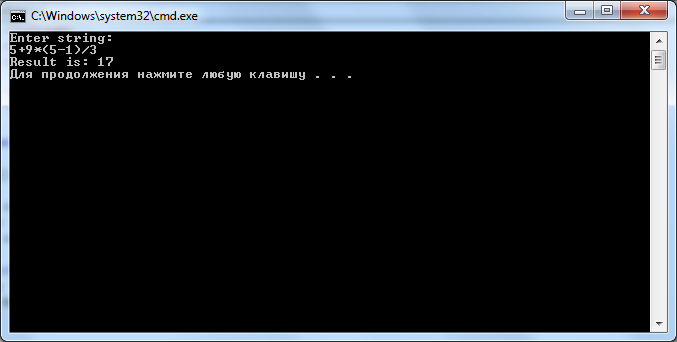 C:\Windows\system32\cmd.exe
Enter string:
5+9*(5-1)/3
Result is: 17
Для продолжения нажмите любую клавишу . . .